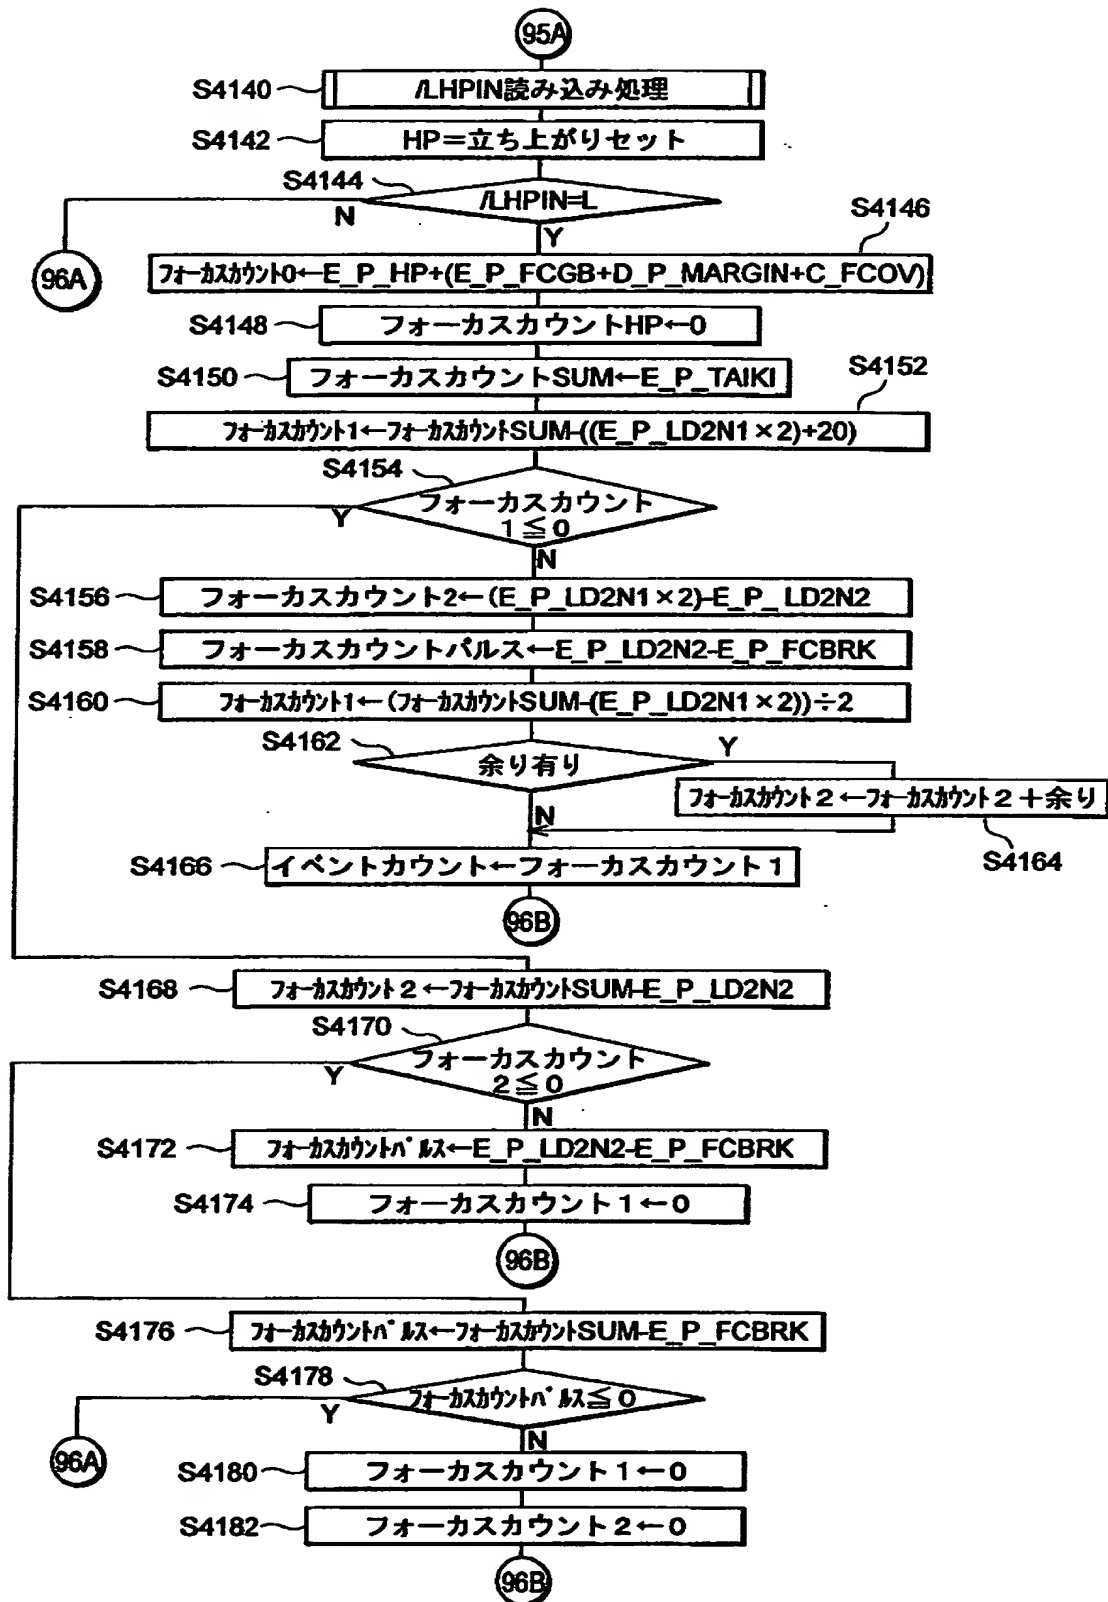 95A
S4140
/LHPIN読み込み処理
S4142
HP=立ち上がりセット
S4144
/LHPIN=L
N
Y
96A
S4146
フォーカスカウント0←E_P_HP+(E_P_FCGB+D_P_MARGIN+C_FCOV)
S4148
フォーカスカウントHP←0
S4150
フォーカスカウントSUM←E_P_TAIKI
S4152
フォーカスカウント1←フォーカスカウントSUM-((E_P_LD2N1×2)+20)
S4154
フォーカスカウント
1≦0
Y
N
S4156
フォーカスカウント2←(E_P_LD2N1×2)-E_P_LD2N2
S4158
フォーカスカウントパルス←E_P_LD2N2-E_P_FCBRK
S4160
フォーカスカウント1←(フォーカスカウントSUM-(E_P_LD2N1×2))÷2
S4162
余り有り
Y
N
フォーカスカウント2←フォーカスカウント2+余り
S4164
S4166
イベントカウント←フォーカスカウント1
96B
S4168
フォーカスカウント2←フォーカスカウントSUM-E_P_LD2N2
S4170
フォーカスカウント
2≦0
Y
N
S4172
フォーカスカウントパルス←E_P_LD2N2-E_P_FCBRK
S4174
フォーカスカウント1←0
96B
S4176
フォーカスカウントパルス←フォーカスカウントSUM-E_P_FCBRK
S4178
フォーカスカウントパルス≦0
Y
N
96A
S4180
フォーカスカウント1←0
S4182
フォーカスカウント2←0
96B